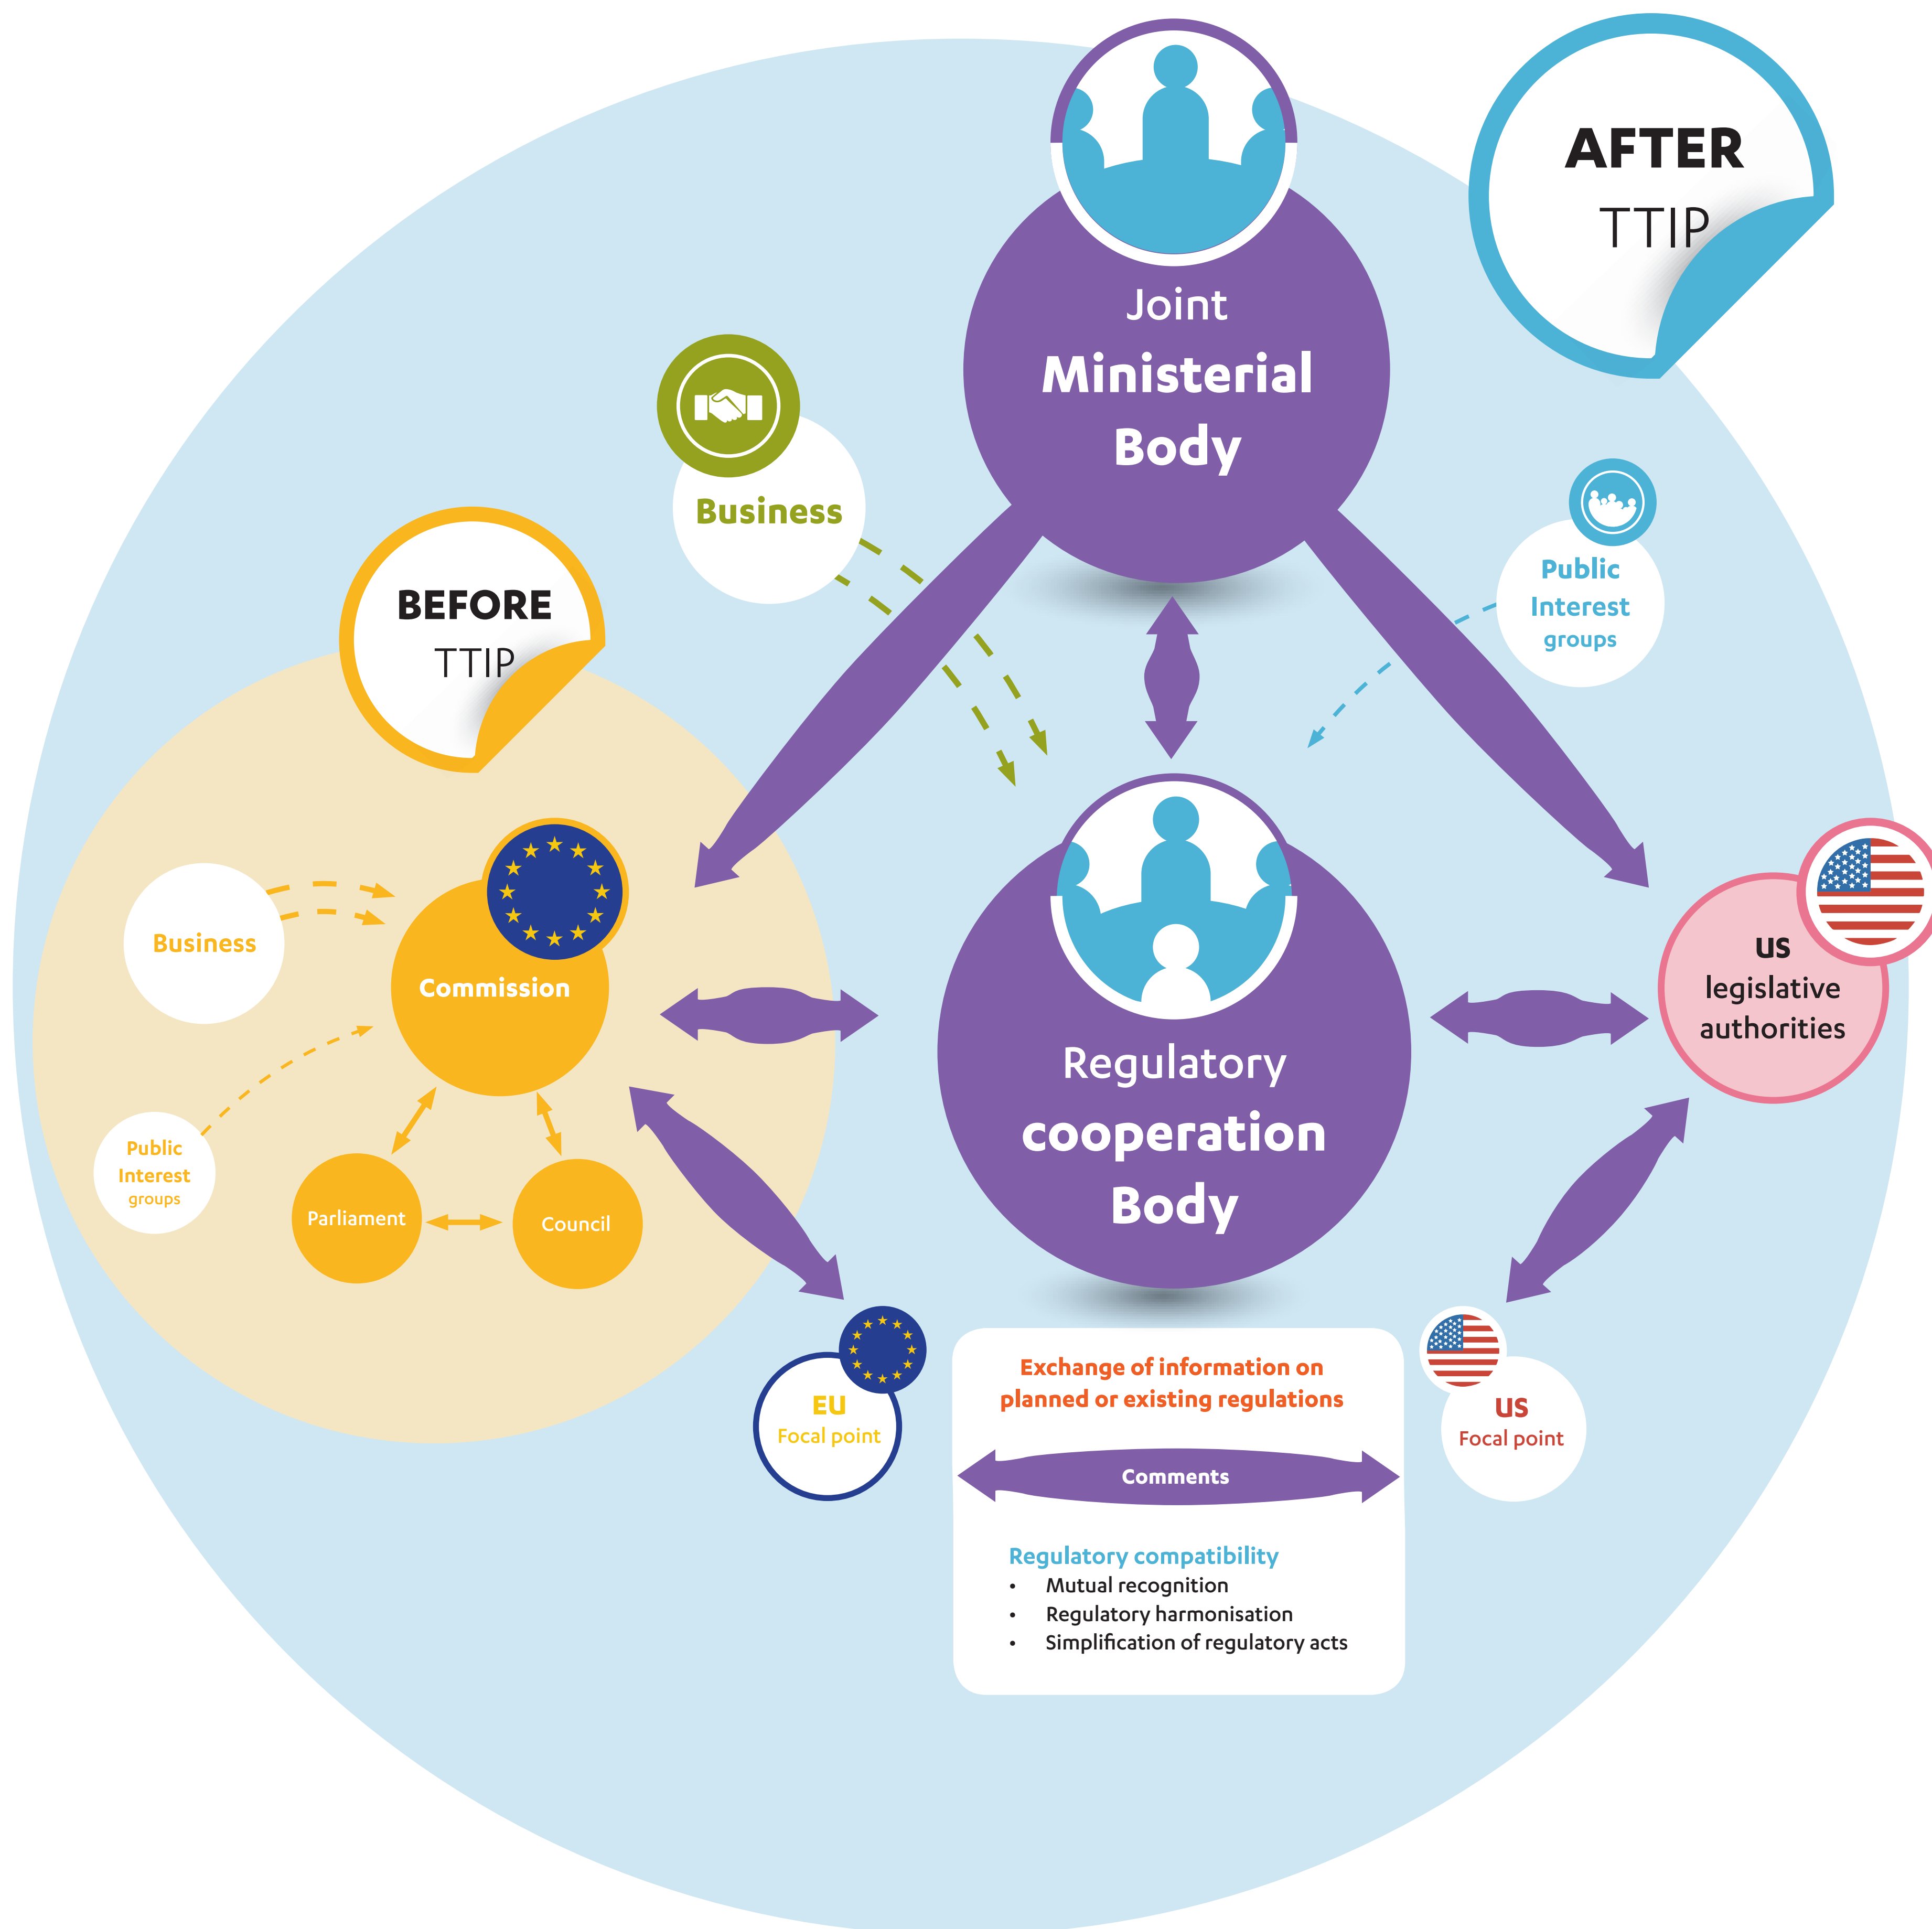 AFTER
TTIP
Joint
Ministerial
Body
Business
Public
Interest
groups
BEFORE
TTIP
Business
Commission
Public
Interest
groups
Parliament
Council
Regulatory
cooperation
Body
US
legislative
authorities
EU
Focal point
Exchange of information on
planned or existing regulations
Comments
Regulatory compatibility
• Mutual recognition
• Regulatory harmonisation
• Simplification of regulatory acts
US
Focal point